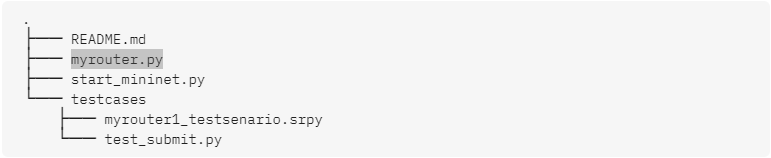 .
├── README.md
├── myrouter.py
├── start_mininet.py
└── testcases
    ├── myrouter1_testsenario.srpy
    └── test_submit.py